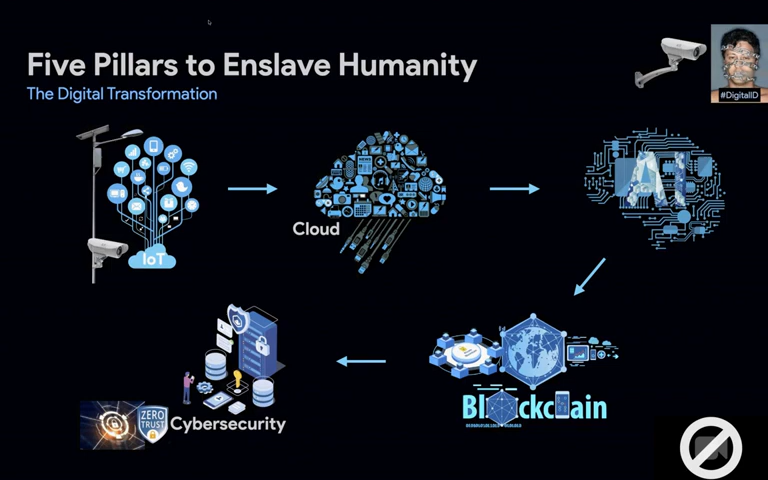 Five Pillars to Enslave Humanity
The Digital Transformation
#DigitalID
IoT
Cloud
AI
Blockchain
ZERO
TRUST
Cybersecurity